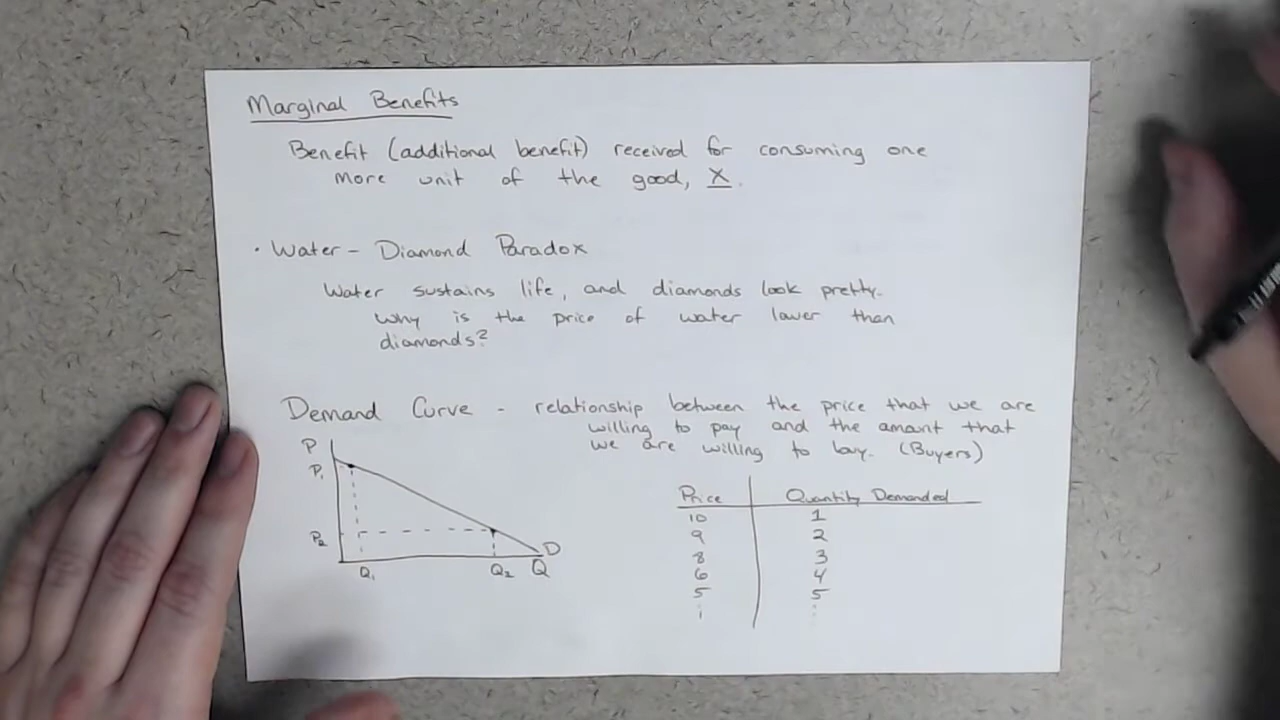 Marginal Benefits
Benefit (additional benefit) received for consuming one
more unit of the good, X.
• Water - Diamond Paradox
Water sustains life, and diamonds look pretty.
Why is the price of water lower than
diamonds?
Demand Curve - relationship between the price that we are
willing to pay and the amount that
we are willing to buy. (Buyers)
P
P1
P2
Q1
Q2
Q
D
Price Quantity Demanded
10 1
9 2
8 3
6 4
5 5
⋮ ⋮